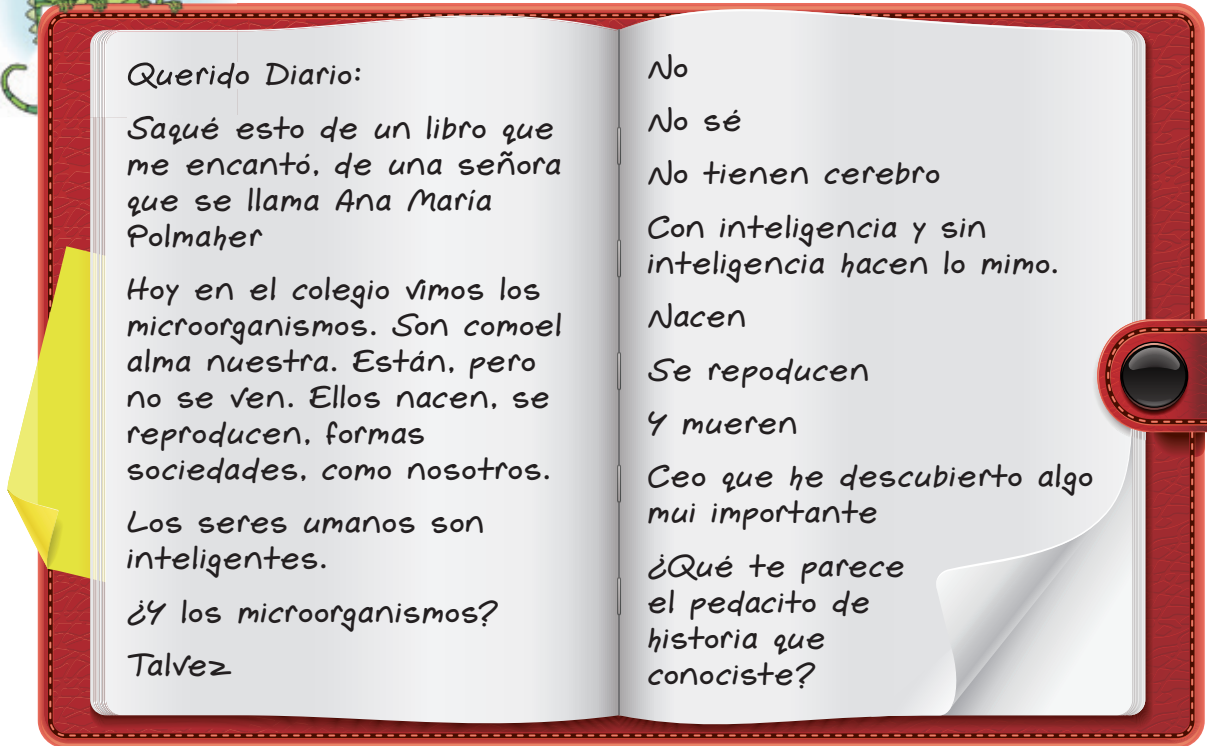 Querido Diario:
Saqué esto de un libro que
me encantó, de una señora
que se llama Ana María
Polmaher
Hoy en el colegio vimos los
microorganismos. Son comoel
alma nuestra. Están, pero
no se ven. Ellos nacen, se
reproducen, formas
sociedades, como nosotros.
Los seres umanos son
inteligentes.
¿Y los microorganismos?
Talvez
No
No sé
No tienen cerebro
Con inteligencia y sin
inteligencia hacen lo mimo.
Nacen
Se repoducen
Y mueren
Ceo que he descubierto algo
mui importante
¿Qué te parece
el pedacito de
historia que
conociste?